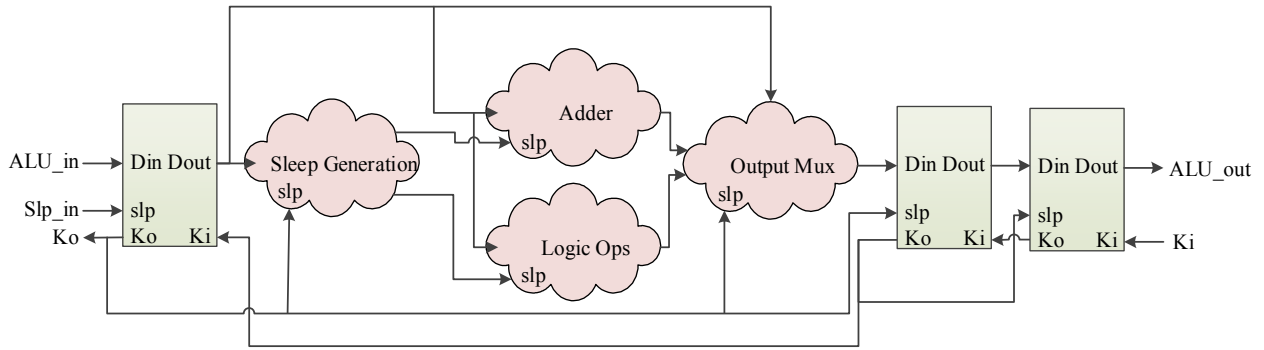 ALU_in
Slp_in
Ko
Din Dout
slp
Ko Ki
Sleep Generation
slp
Adder
slp
Logic Ops
slp
Output Mux
slp
Din Dout
slp
Ko Ki
Din Dout
slp
Ko Ki
ALU_out
Ki